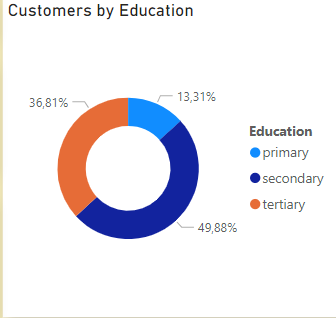 Customers by Education
36,81%
13,31%
Education
primary
secondary
tertiary
49,88%